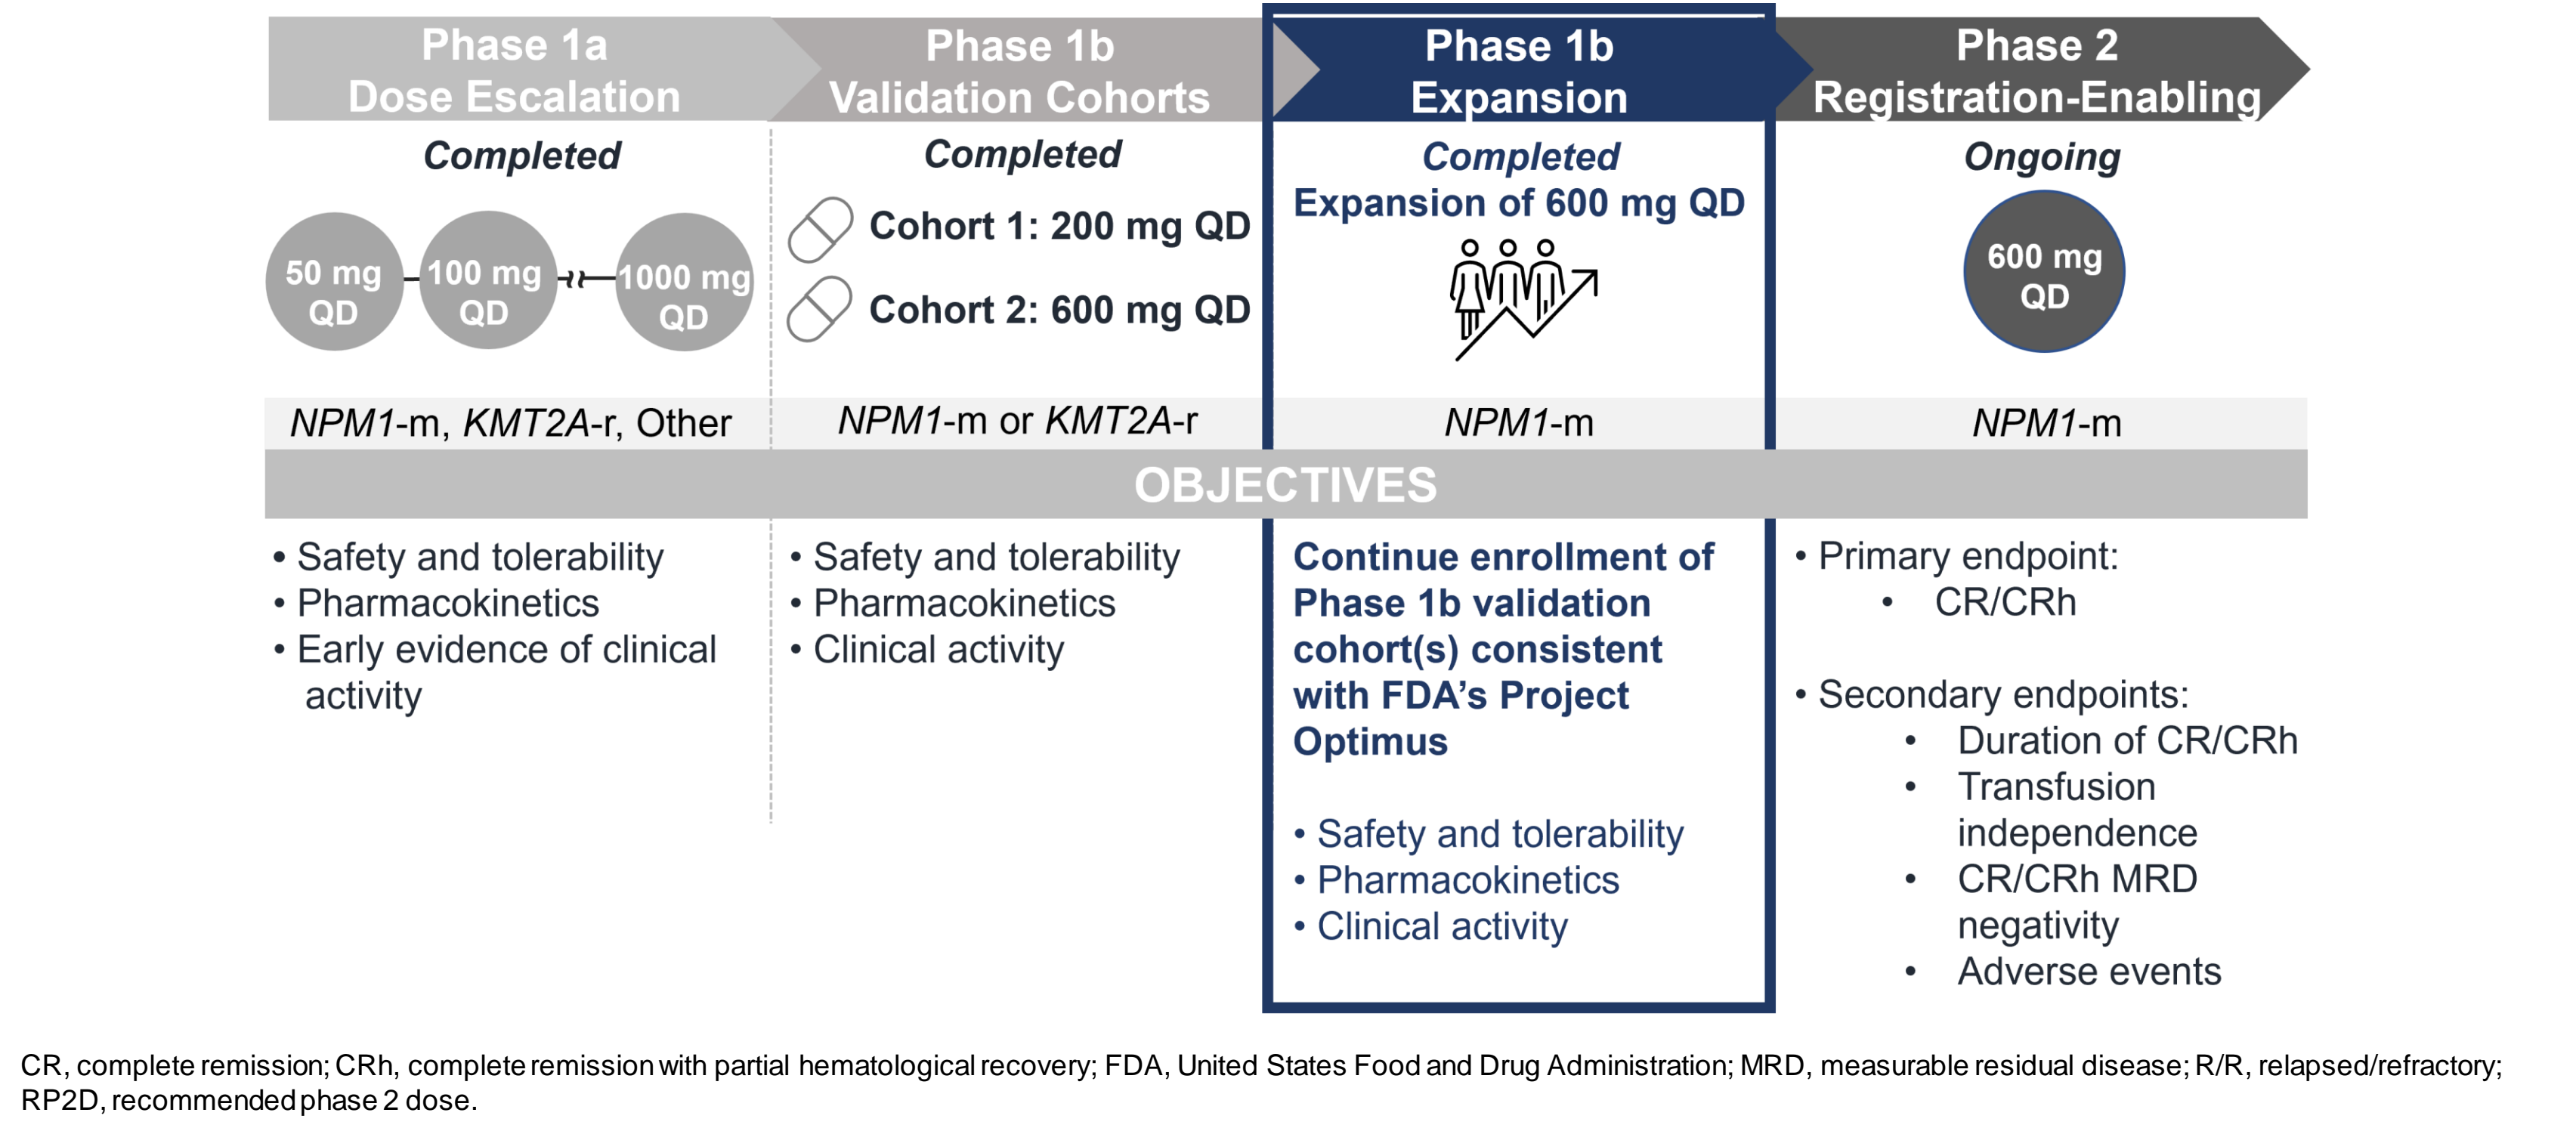 Phase 1a
Dose Escalation
Completed
50 mg
QD
100 mg
QD
1000 mg
QD
NPM1-m, KMT2A-r, Other
Phase 1b
Validation Cohorts
Completed
Cohort 1: 200 mg QD
Cohort 2: 600 mg QD
NPM1-m or KMT2A-r
Phase 1b
Expansion
Completed
Expansion of 600 mg QD
NPM1-m
Phase 2
Registration-Enabling
Ongoing
600 mg
QD
NPM1-m
OBJECTIVES
• Safety and tolerability
• Pharmacokinetics
• Early evidence of clinical
activity
• Safety and tolerability
• Pharmacokinetics
• Clinical activity
Continue enrollment of
Phase 1b validation
cohort(s) consistent
with FDA’s Project
Optimus
• Safety and tolerability
• Pharmacokinetics
• Clinical activity
• Primary endpoint:
• CR/CRh
• Secondary endpoints:
• Duration of CR/CRh
• Transfusion
independence
• CR/CRh MRD
negativity
• Adverse events
CR, complete remission; CRh, complete remission with partial hematological recovery; FDA, United States Food and Drug Administration; MRD, measurable residual disease; R/R, relapsed/refractory;
RP2D, recommended phase 2 dose.